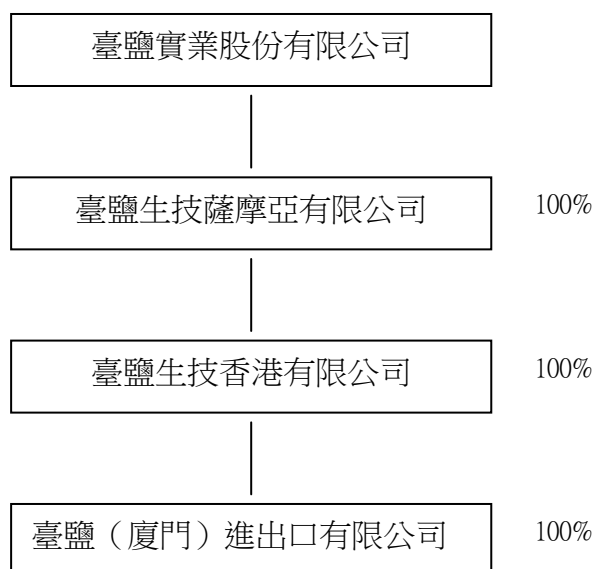 臺鹽實業股份有限公司
臺鹽生技薩摩亞有限公司 100%
臺鹽生技香港有限公司 100%
臺鹽（廈門）進出口有限公司 100%